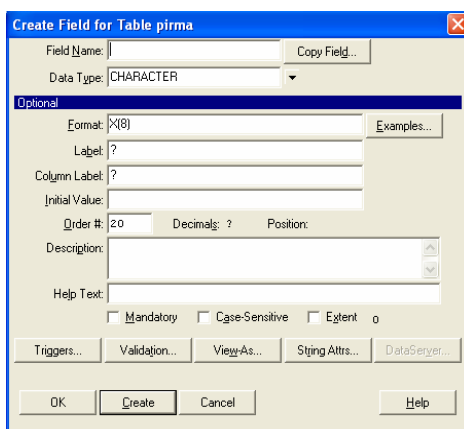 Create Field for Table pirma
Field Name: Copy Field...
Data Type: CHARACTER
Optional
Format: X(8) Examples...
Label: ?
Column Label: ?
Initial Value:
Order #: 20 Decimals: ? Position:
Description:
Help Text:
Mandatory Case-Sensitive Extent 0
Triggers... Validation... View-As... String Attrs... DataServer...
OK Create Cancel Help